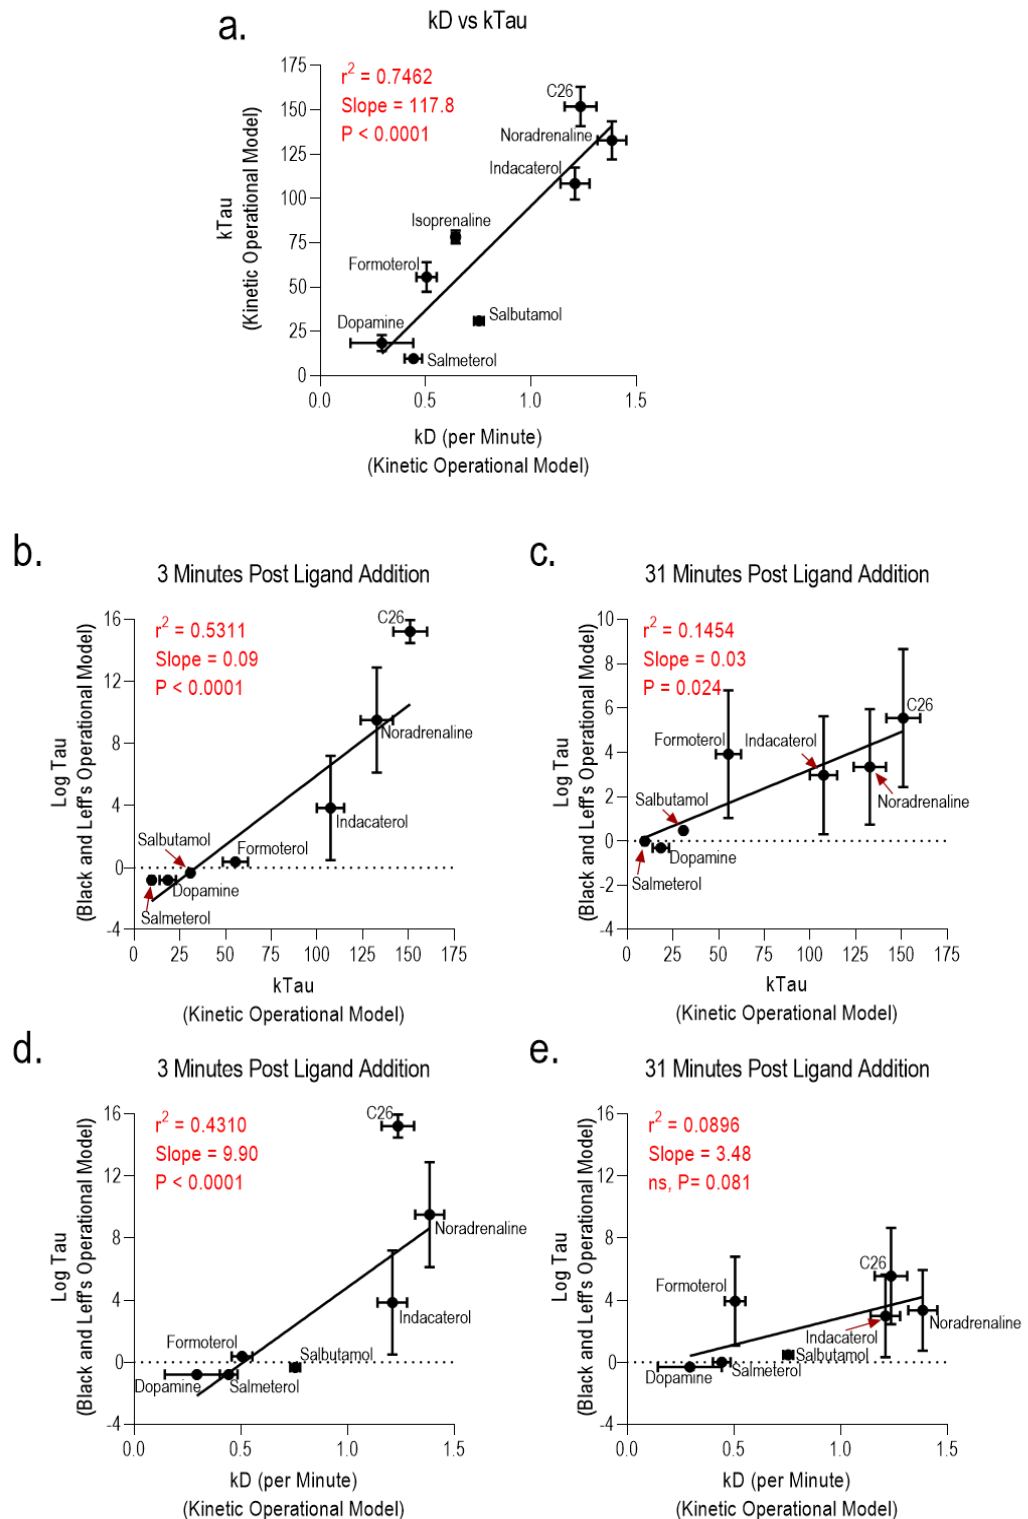 a.
kD vs kTau
r² = 0.7462
Slope = 117.8
P < 0.0001
kTau
(Kinetic Operational Model)
175
150
125
100
75
50
25
0
C26
Noradrenaline
Indacaterol
Isoprenaline
Formoterol
Dopamine
Salbutamol
Salmeterol
0.0
0.5
1.0
1.5
kD (per Minute)
(Kinetic Operational Model)
b.
3 Minutes Post Ligand Addition
r² = 0.5311
Slope = 0.09
P < 0.0001
Log Tau
(Black and Leff's Operational Model)
16
12
8
4
0
-4
C26
Noradrenaline
Indacaterol
Salbutamol
Formoterol
Dopamine
Salmeterol
0
25
50
75
100
125
150
175
kTau
(Kinetic Operational Model)
c.
31 Minutes Post Ligand Addition
r² = 0.1454
Slope = 0.03
P = 0.024
Log Tau
(Black and Leff's Operational Model)
10
8
6
4
2
0
-2
-4
C26
Formoterol
Indacaterol
Noradrenaline
Salbutamol
Dopamine
Salmeterol
0
25
50
75
100
125
150
175
kTau
(Kinetic Operational Model)
d.
3 Minutes Post Ligand Addition
r² = 0.4310
Slope = 9.90
P < 0.0001
Log Tau
(Black and Leff's Operational Model)
16
12
8
4
0
-4
C26
Noradrenaline
Indacaterol
Formoterol
Salbutamol
Dopamine
Salmeterol
0.0
0.5
1.0
1.5
kD (per Minute)
(Kinetic Operational Model)
e.
31 Minutes Post Ligand Addition
r² = 0.0896
Slope = 3.48
ns, P= 0.081
Log Tau
(Black and Leff's Operational Model)
16
12
8
4
0
-4
C26
Formoterol
Noradrenaline
Indacaterol
Salbutamol
Salmeterol
Dopamine
0.0
0.5
1.0
1.5
kD (per Minute)
(Kinetic Operational Model)